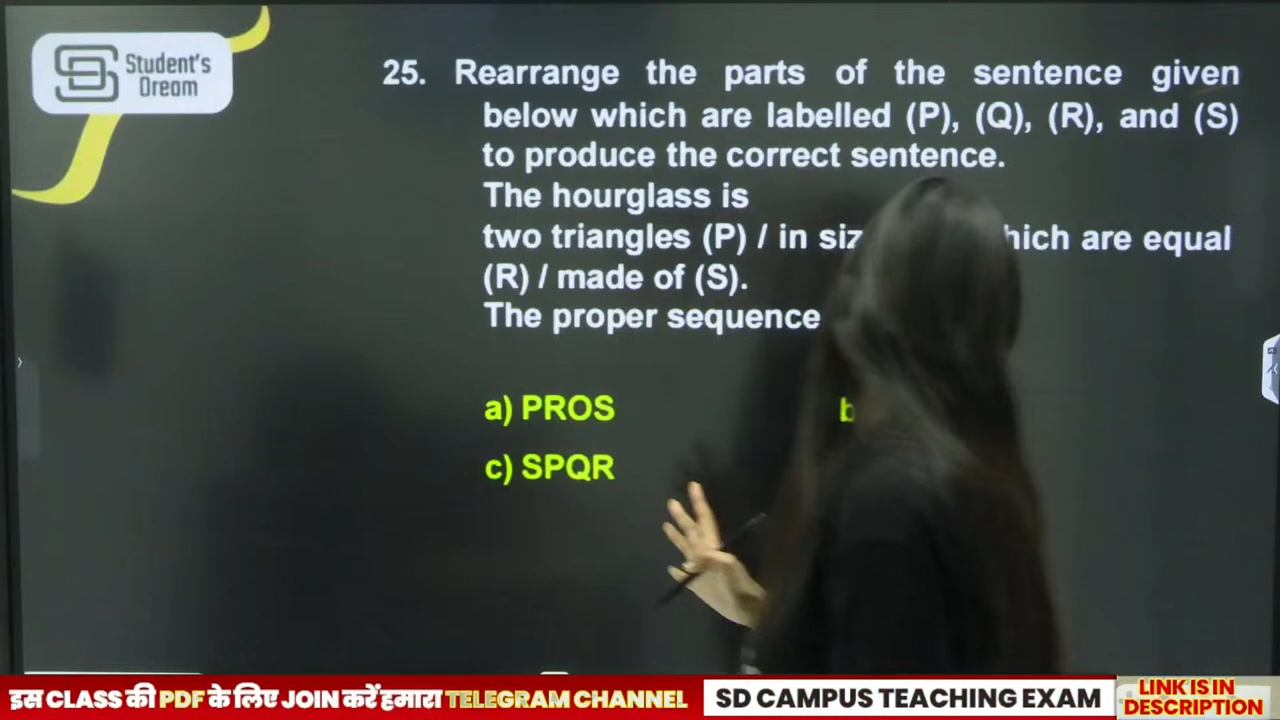 Student's
Dream
25. Rearrange the parts of the sentence given
below which are labelled (P), (Q), (R), and (S)
to produce the correct sentence.
The hourglass is
two triangles (P) / in are equal
(R) / made of (S).
The proper sequence
a) PROS
c) SPQR
इस CLASS की PDF के लिए JOIN करें हमारा TELEGRAM CHANNEL
SD CAMPUS TEACHING EXAM
LINK IS IN
DESCRIPTION